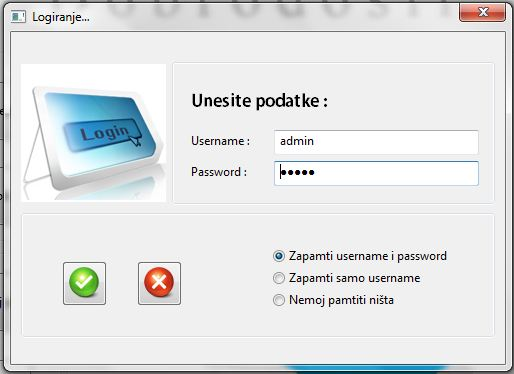 Logiranje...
Login
Unesite podatke :
Username :
admin
Password :
●●●●●
Zapamti username i password
Zapamti samo username
Nemoj pamtiti ništa